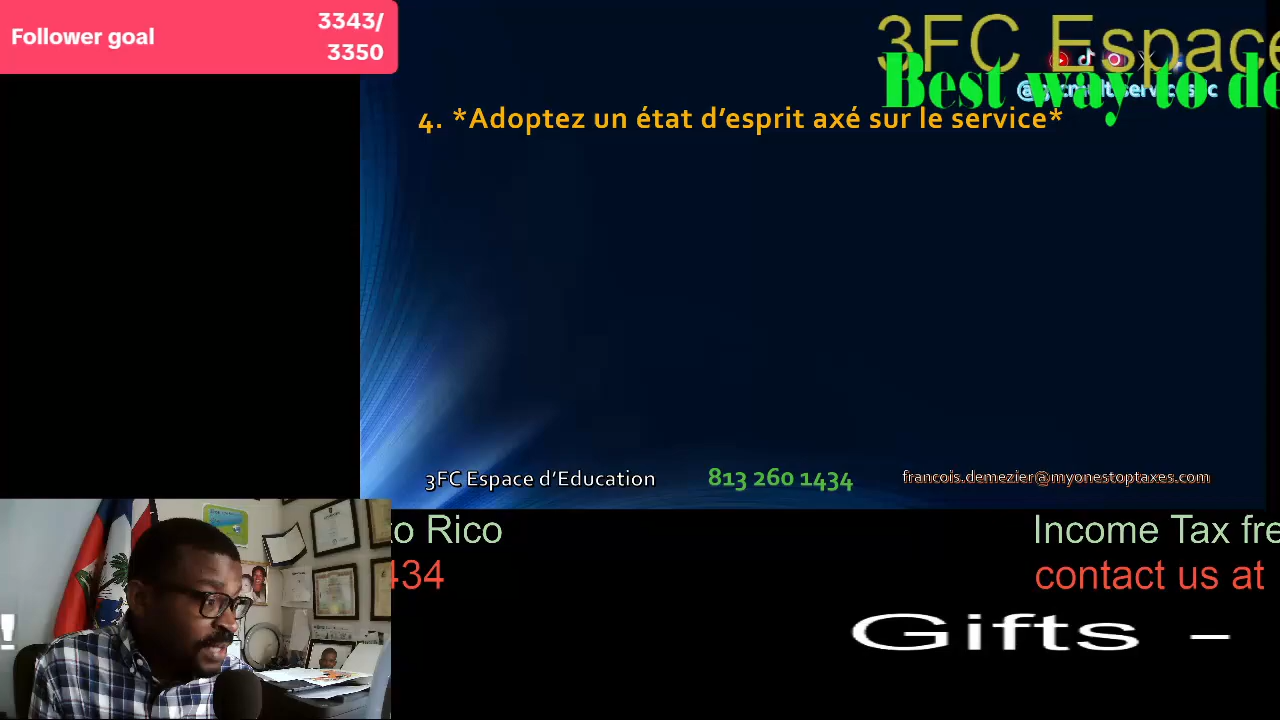 Follower goal
3343/
3350
3FC Espace
Best way to de
4. *Adoptez un état d’esprit axé sur le service*
3FC Espace d’Education
813 260 1434
francois.demezier@myonestoptaxes.com
o Rico
Income Tax fre
434
contact us at
!
Gifts –